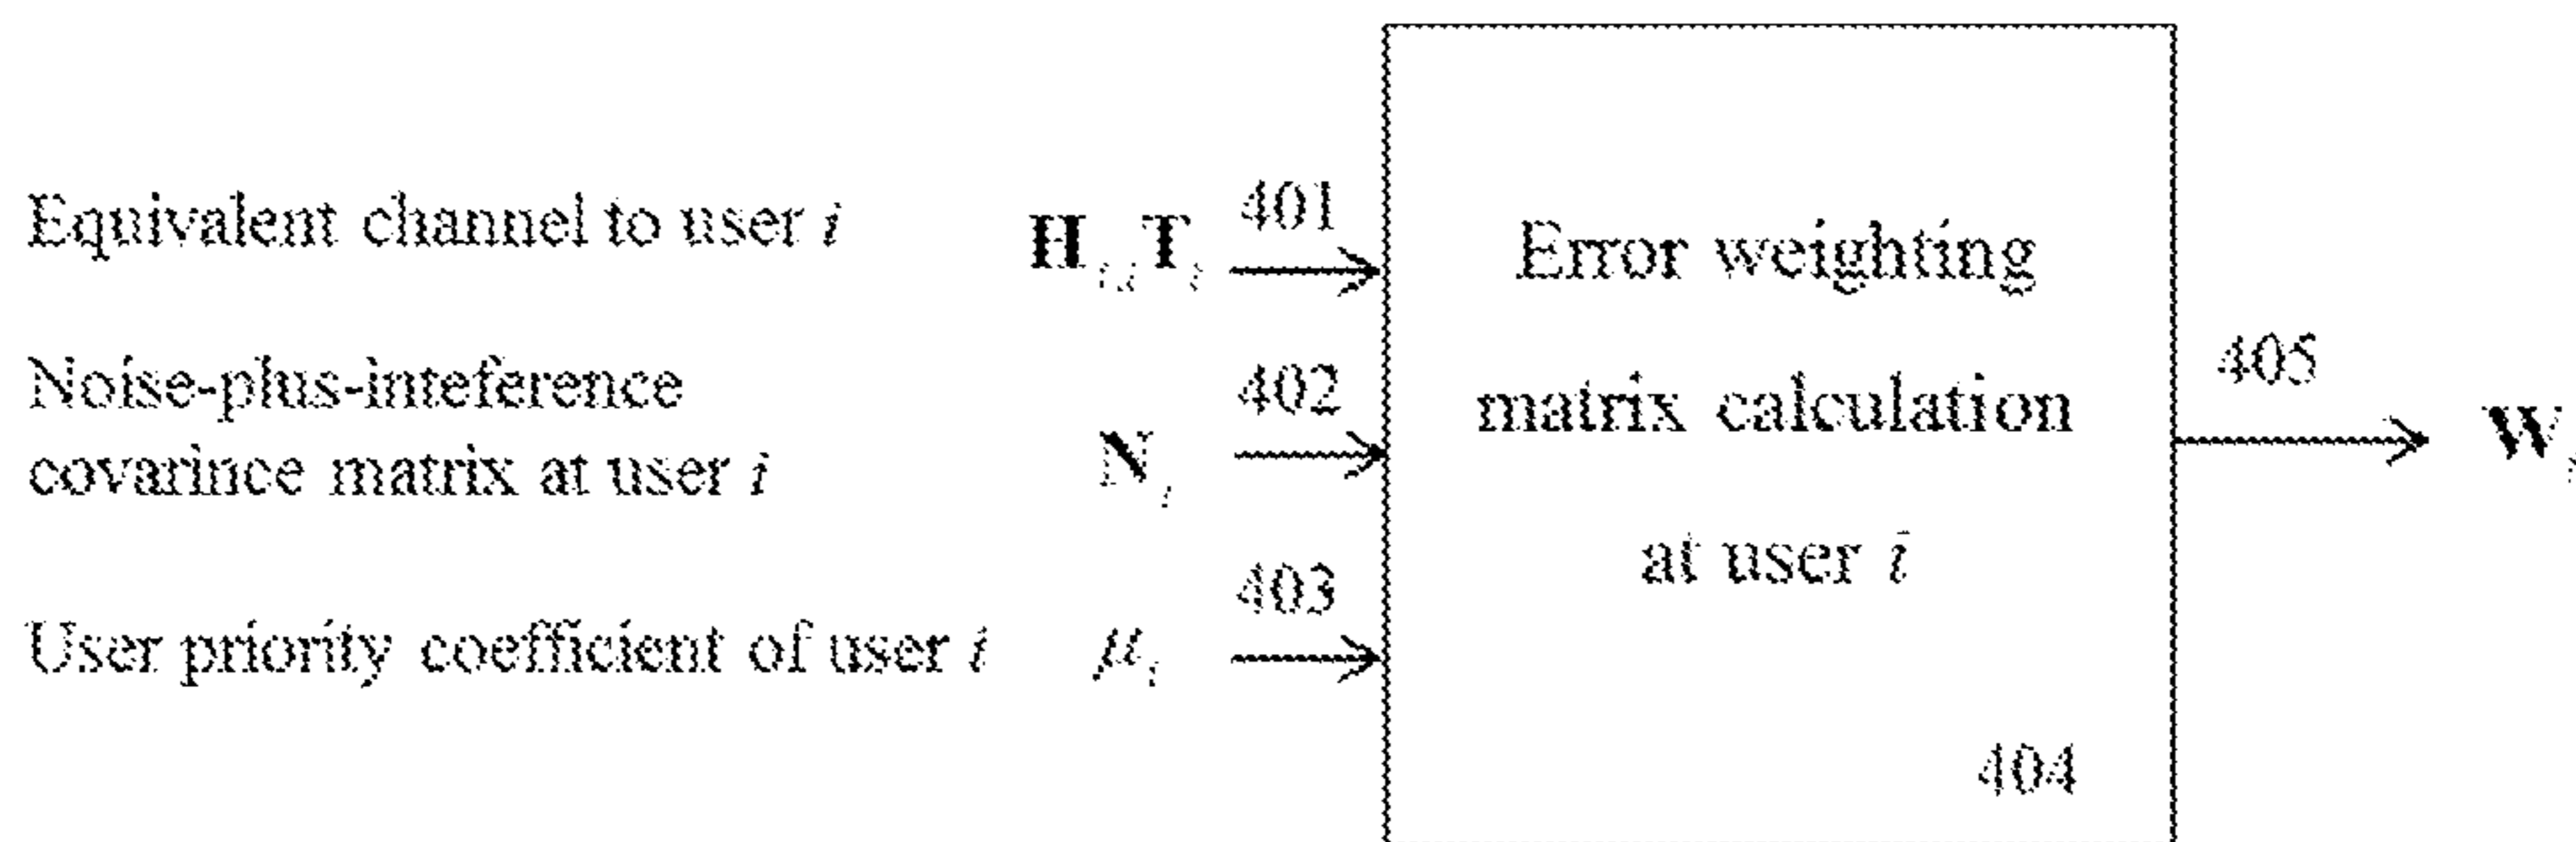 Equivalent channel to user i
H_{i,i}T_i 401
Noise-plus-inteference
covarince matrix at user i
N_i 402
User priority coefficient of user i
μ_i 403
Error weighting
matrix calculation
at user i
404
405
W_i